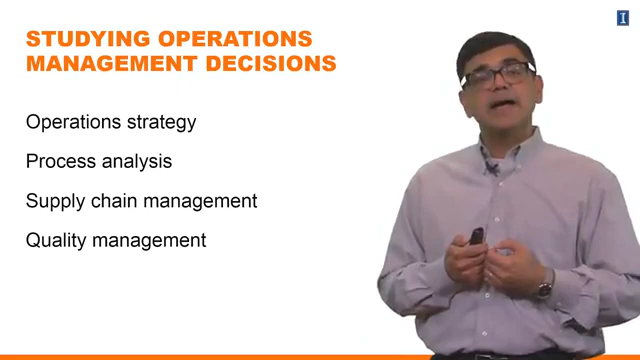 STUDYING OPERATIONS
MANAGEMENT DECISIONS
Operations strategy
Process analysis
Supply chain management
Quality management
I